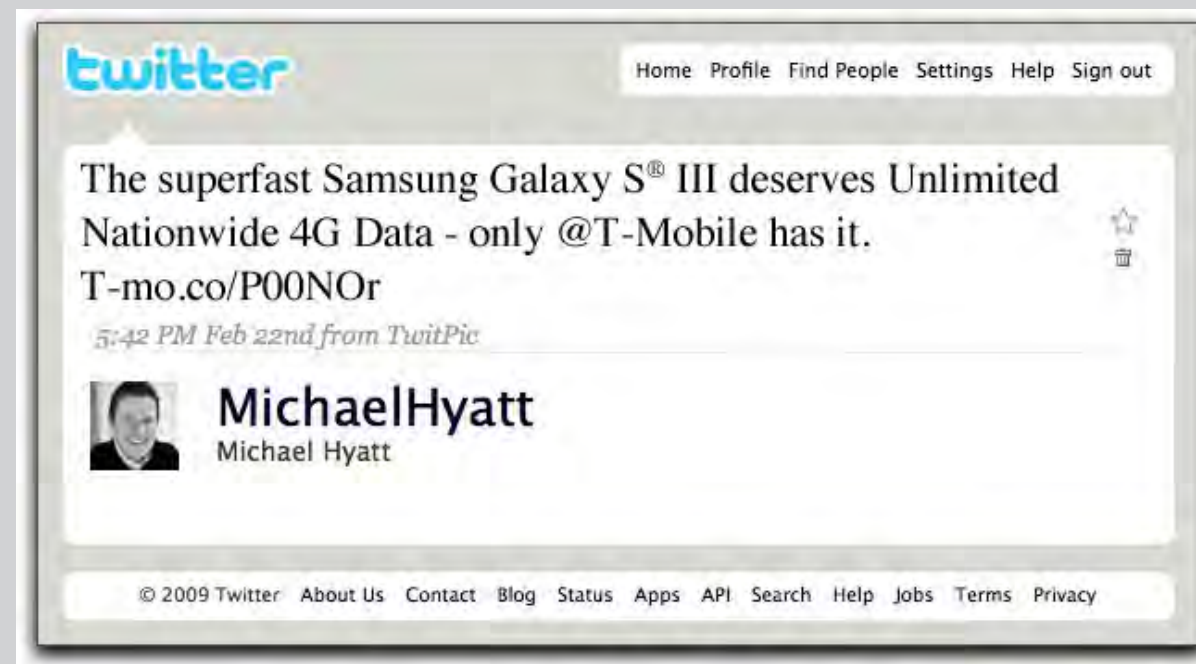 twitter
Home Profile Find People Settings Help Sign out
The superfast Samsung Galaxy S® III deserves Unlimited
Nationwide 4G Data - only @T-Mobile has it.
T-mo.co/P00NOr
5:42 PM Feb 22nd from TwitPic
MichaelHyatt
Michael Hyatt
© 2009 Twitter About Us Contact Blog Status Apps API Search Help Jobs Terms Privacy